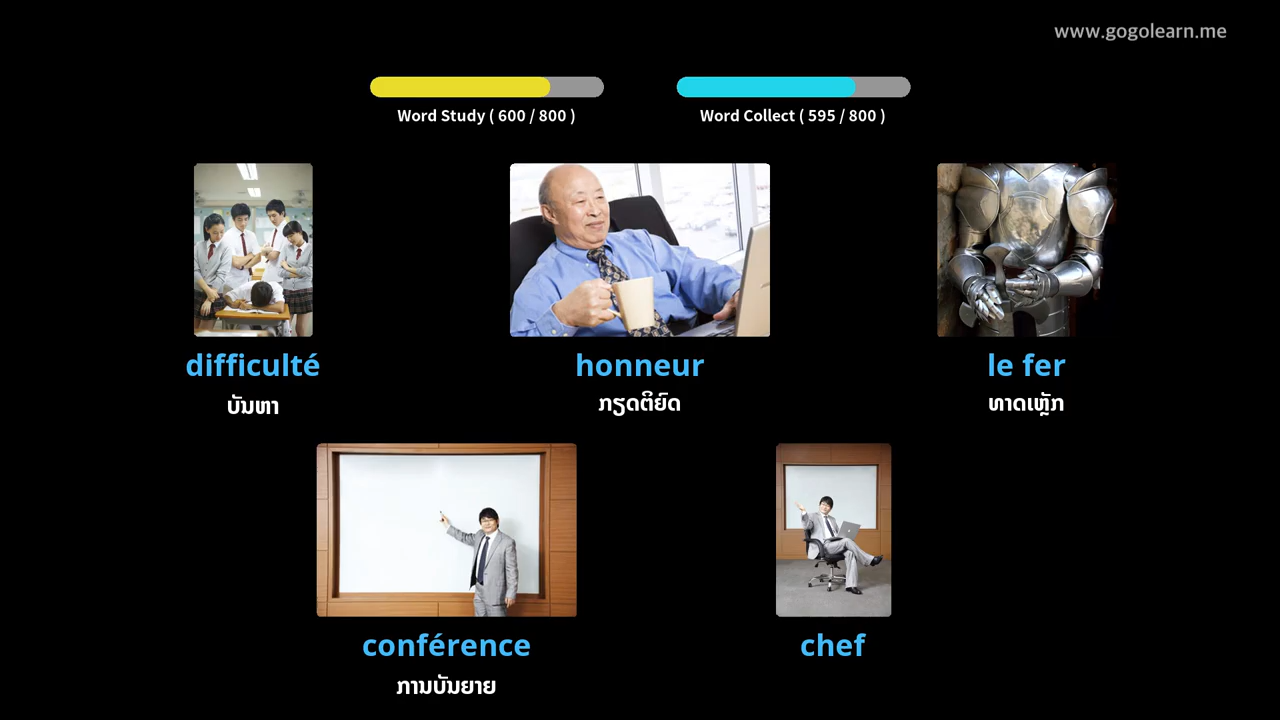 www.gogolearn.me
Word Study ( 600 / 800 )
Word Collect ( 595 / 800 )
difficulté
ບັນຫາ
honneur
ກຽດຕິຍົດ
le fer
ທາດເຫຼັກ
conférence
ການບັນຍາຍ
chef